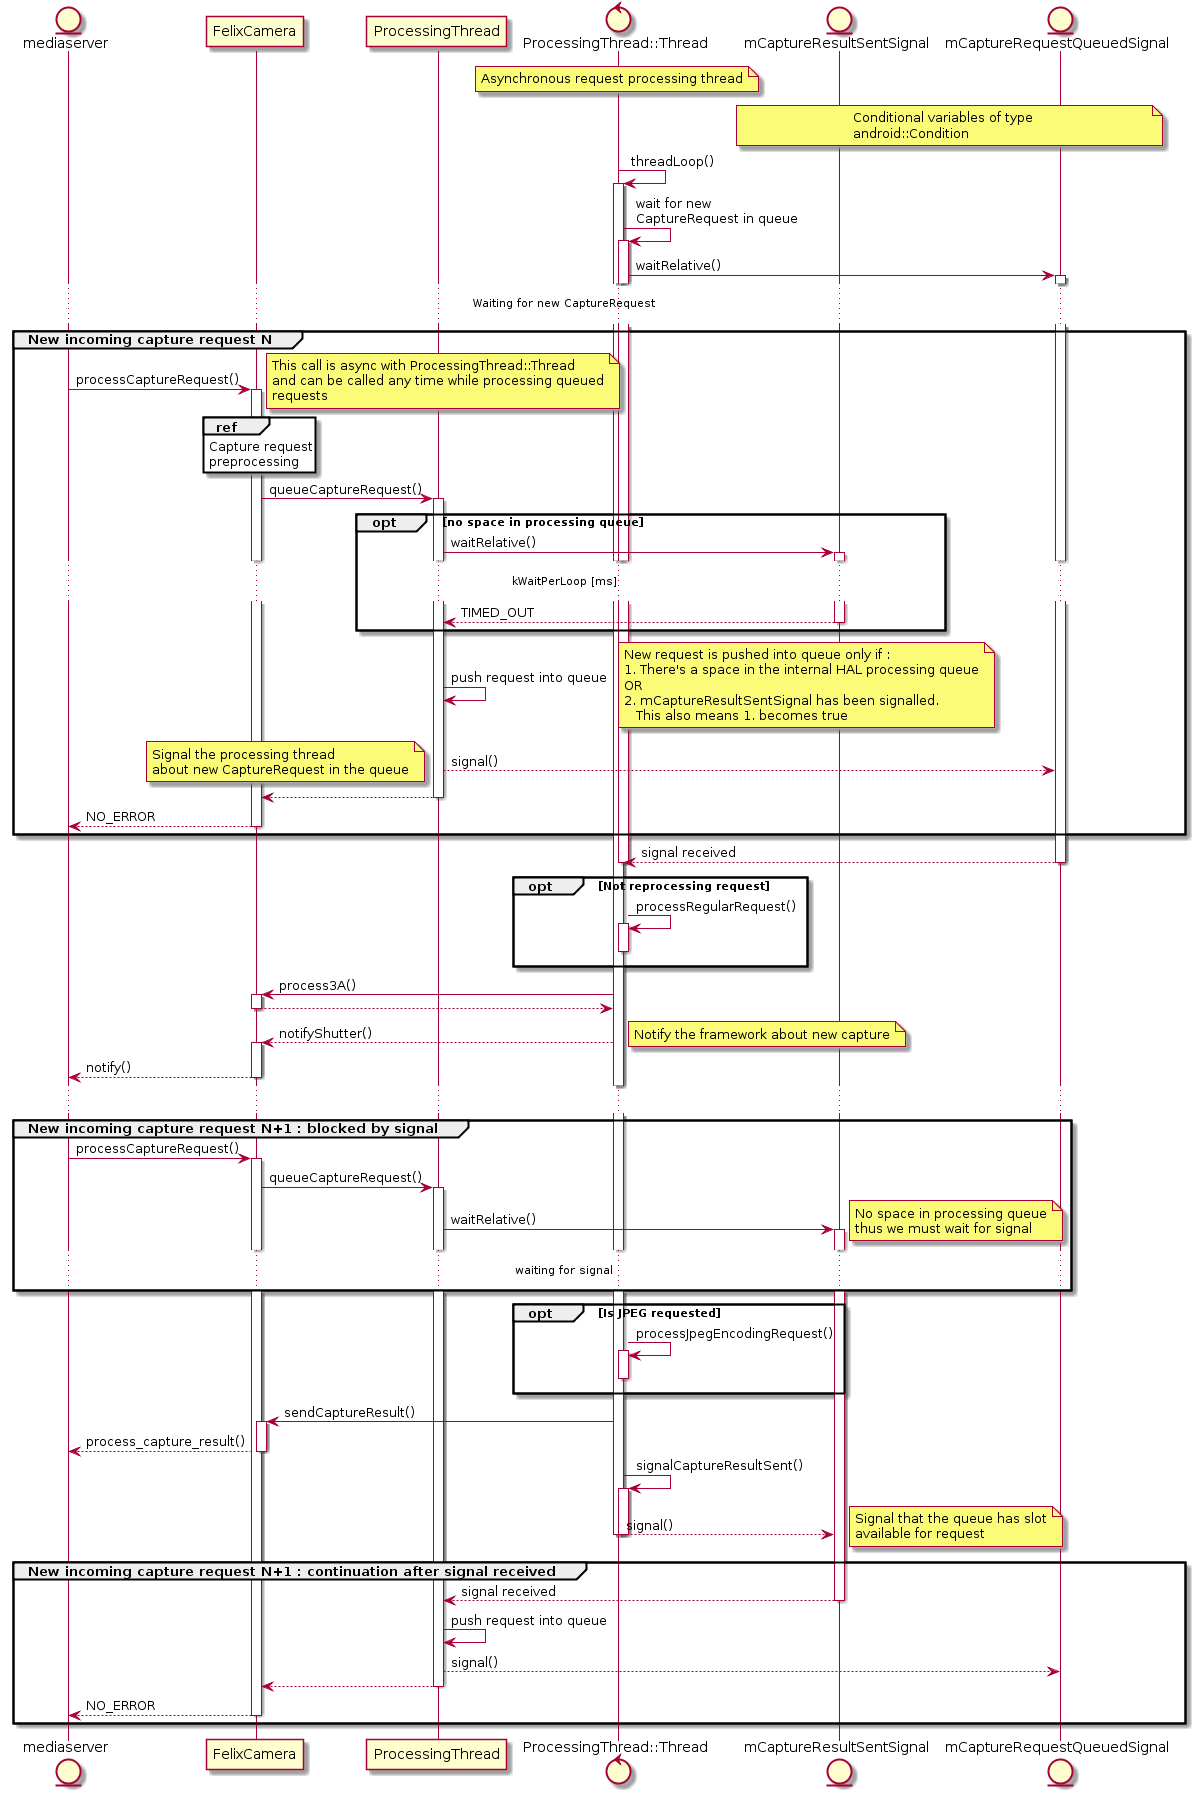 mediaserver
FelixCamera
ProcessingThread
ProcessingThread::Thread
mCaptureResultSentSignal
mCaptureRequestQueuedSignal
Asynchronous request processing thread
Conditional variables of type
android::Condition
threadLoop()
wait for new
CaptureRequest in queue
waitRelative()
Waiting for new CaptureRequest
New incoming capture request N
This call is async with ProcessingThread::Thread
and can be called any time while processing queued
requests
processCaptureRequest()
ref
Capture request
preprocessing
queueCaptureRequest()
opt
[no space in processing queue]
waitRelative()
kWaitPerLoop [ms]
TIMED_OUT
New request is pushed into queue only if :
1. There's a space in the internal HAL processing queue
OR
2. mCaptureResultSentSignal has been signalled.
This also means 1. becomes true
push request into queue
Signal the processing thread
about new CaptureRequest in the queue
signal()
NO_ERROR
signal received
opt
[Not reprocessing request]
processRegularRequest()
process3A()
notifyShutter()
Notify the framework about new capture
notify()
New incoming capture request N+1 : blocked by signal
processCaptureRequest()
queueCaptureRequest()
waitRelative()
No space in processing queue
thus we must wait for signal
waiting for signal
opt
[Is JPEG requested]
processJpegEncodingRequest()
sendCaptureResult()
process_capture_result()
signalCaptureResultSent()
signal()
Signal that the queue has slot
available for request
New incoming capture request N+1 : continuation after signal received
signal received
push request into queue
signal()
NO_ERROR
mediaserver
FelixCamera
ProcessingThread
ProcessingThread::Thread
mCaptureResultSentSignal
mCaptureRequestQueuedSignal